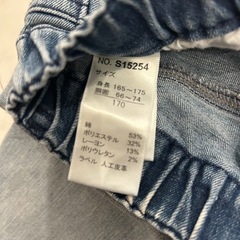 NO. S15254
サイズ
身長 165〜175
胴囲 66〜74
170
綿 53%
ポリエステル 32%
レーヨン 13%
ポリウレタン 2%
ラベル 人工皮革